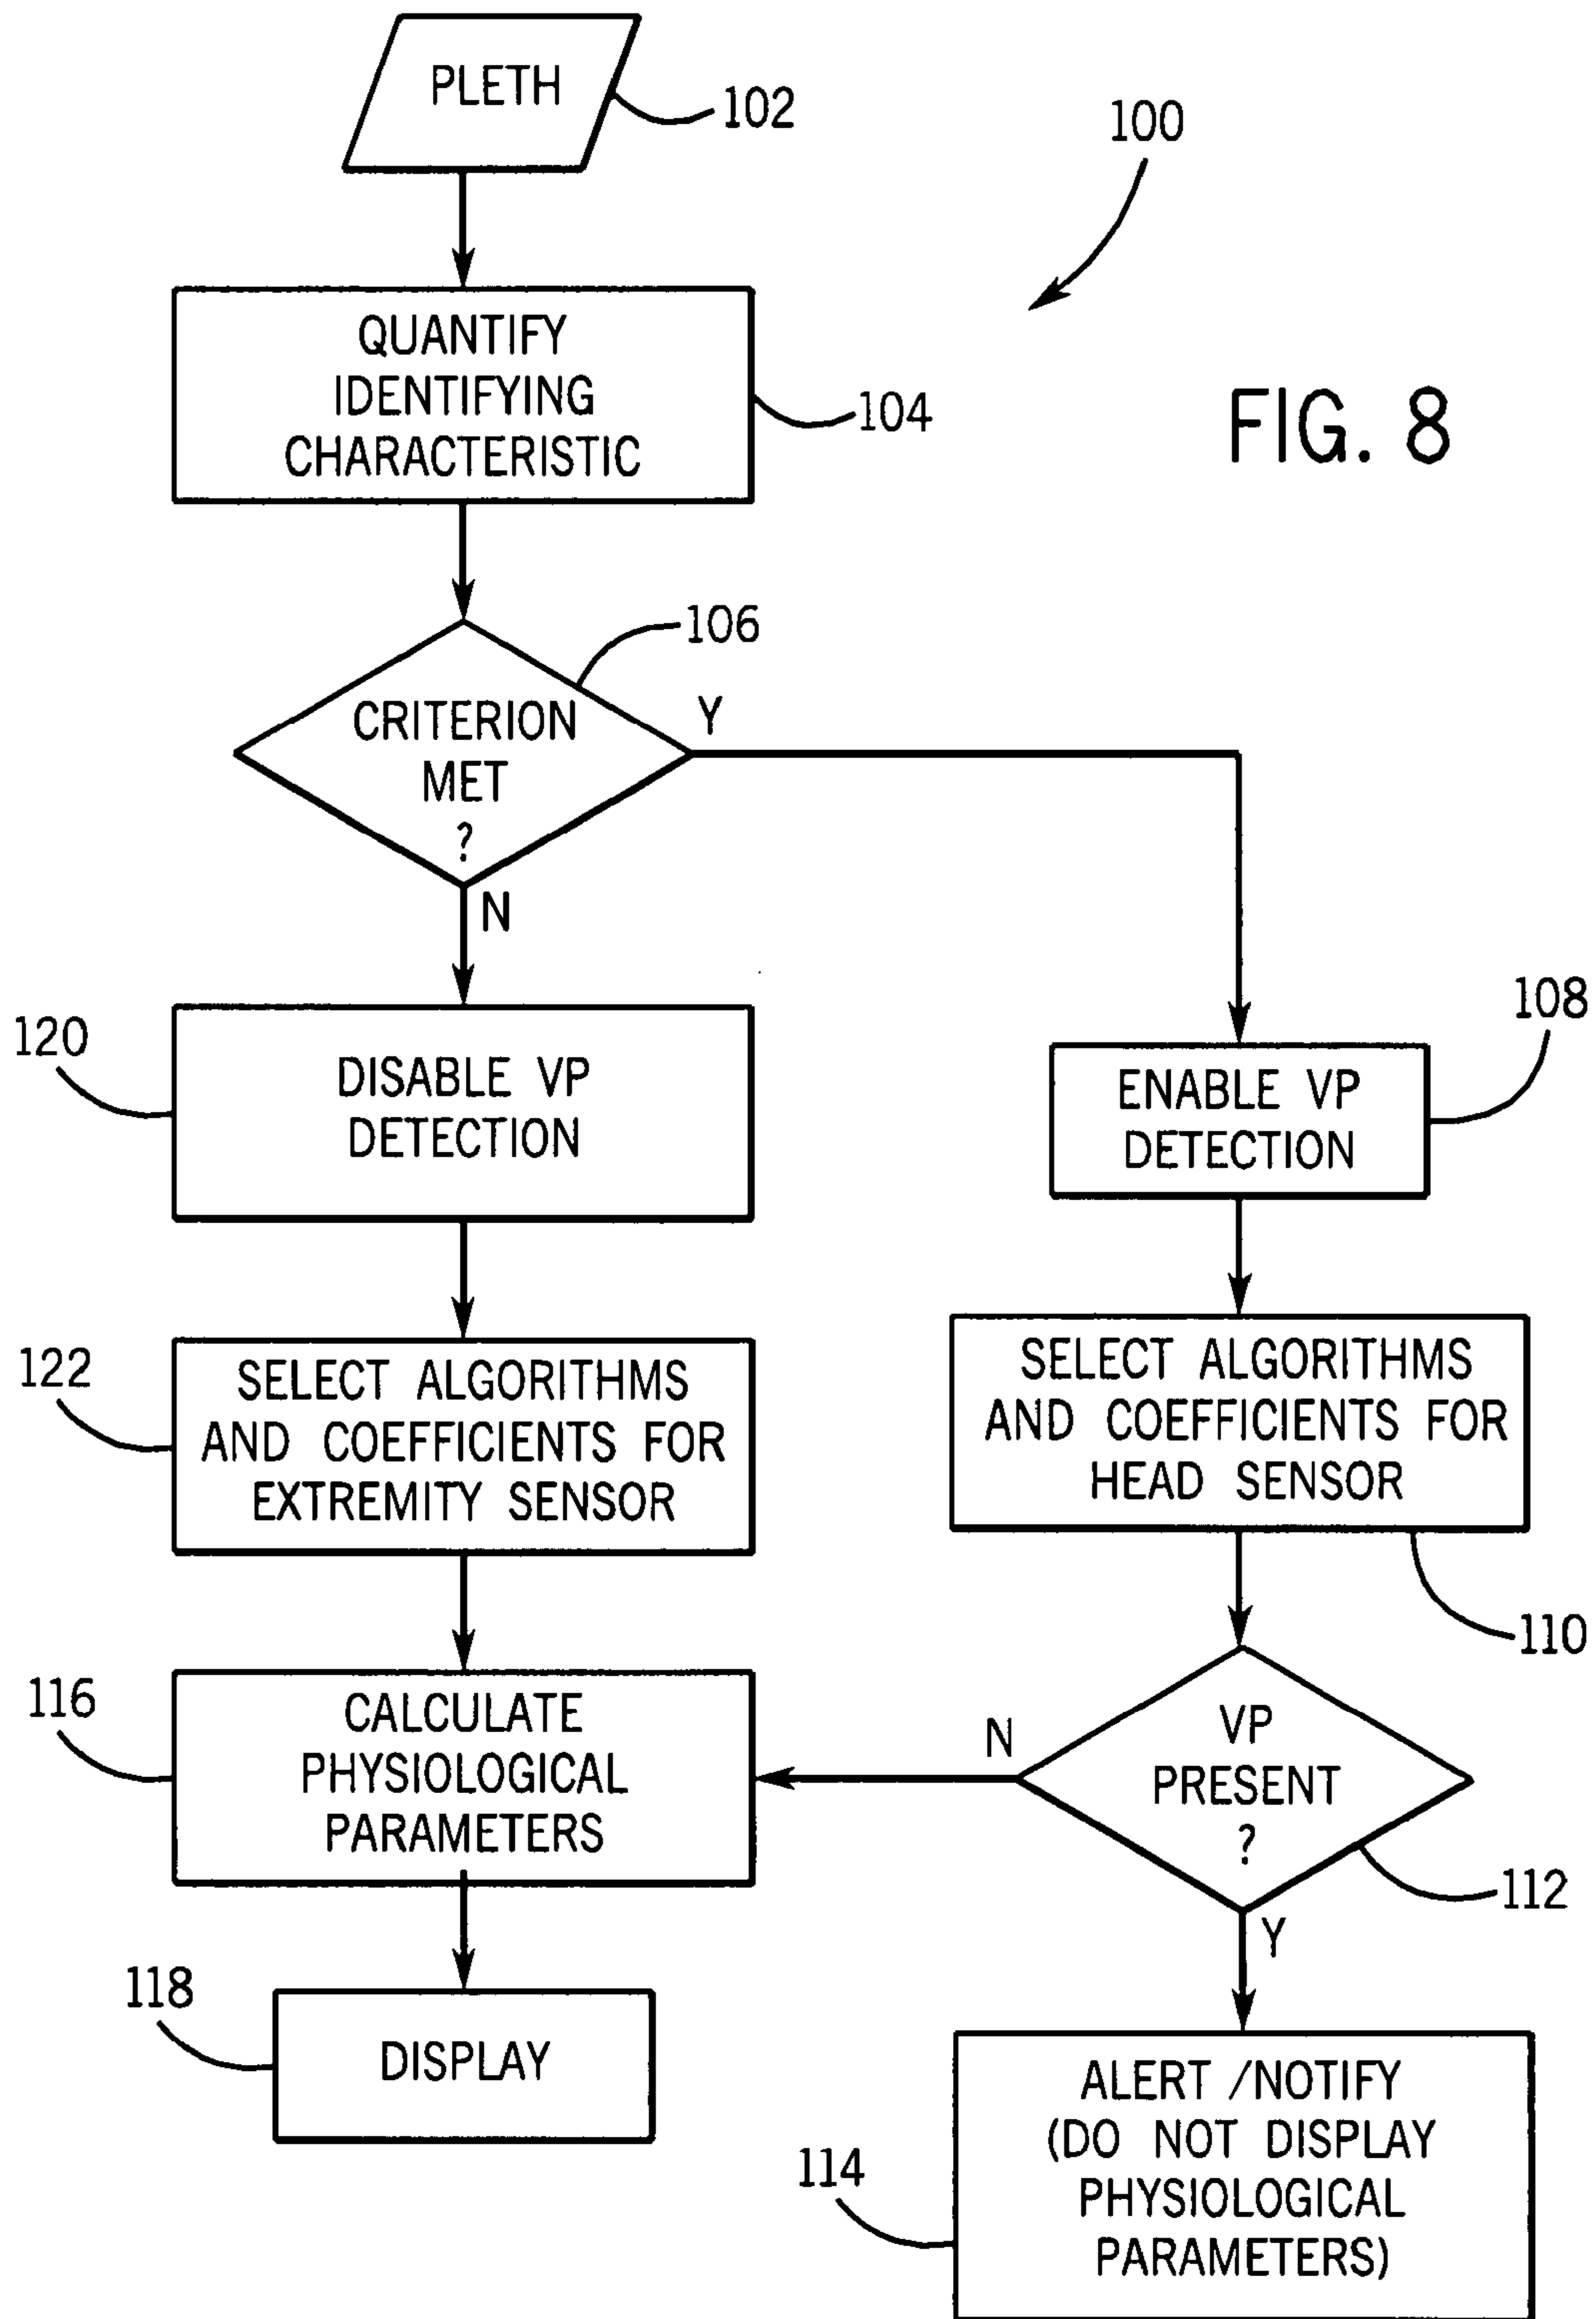 PLETH
102
100
QUANTIFY
IDENTIFYING
CHARACTERISTIC
104
FIG. 8
106
CRITERION
MET
?
Y
N
120
DISABLE VP
DETECTION
108
ENABLE VP
DETECTION
122
SELECT ALGORITHMS
AND COEFFICIENTS FOR
EXTREMITY SENSOR
SELECT ALGORITHMS
AND COEFFICIENTS FOR
HEAD SENSOR
110
116
CALCULATE
PHYSIOLOGICAL
PARAMETERS
N
VP
PRESENT
?
112
Y
118
DISPLAY
114
ALERT /NOTIFY
(DO NOT DISPLAY
PHYSIOLOGICAL
PARAMETERS)